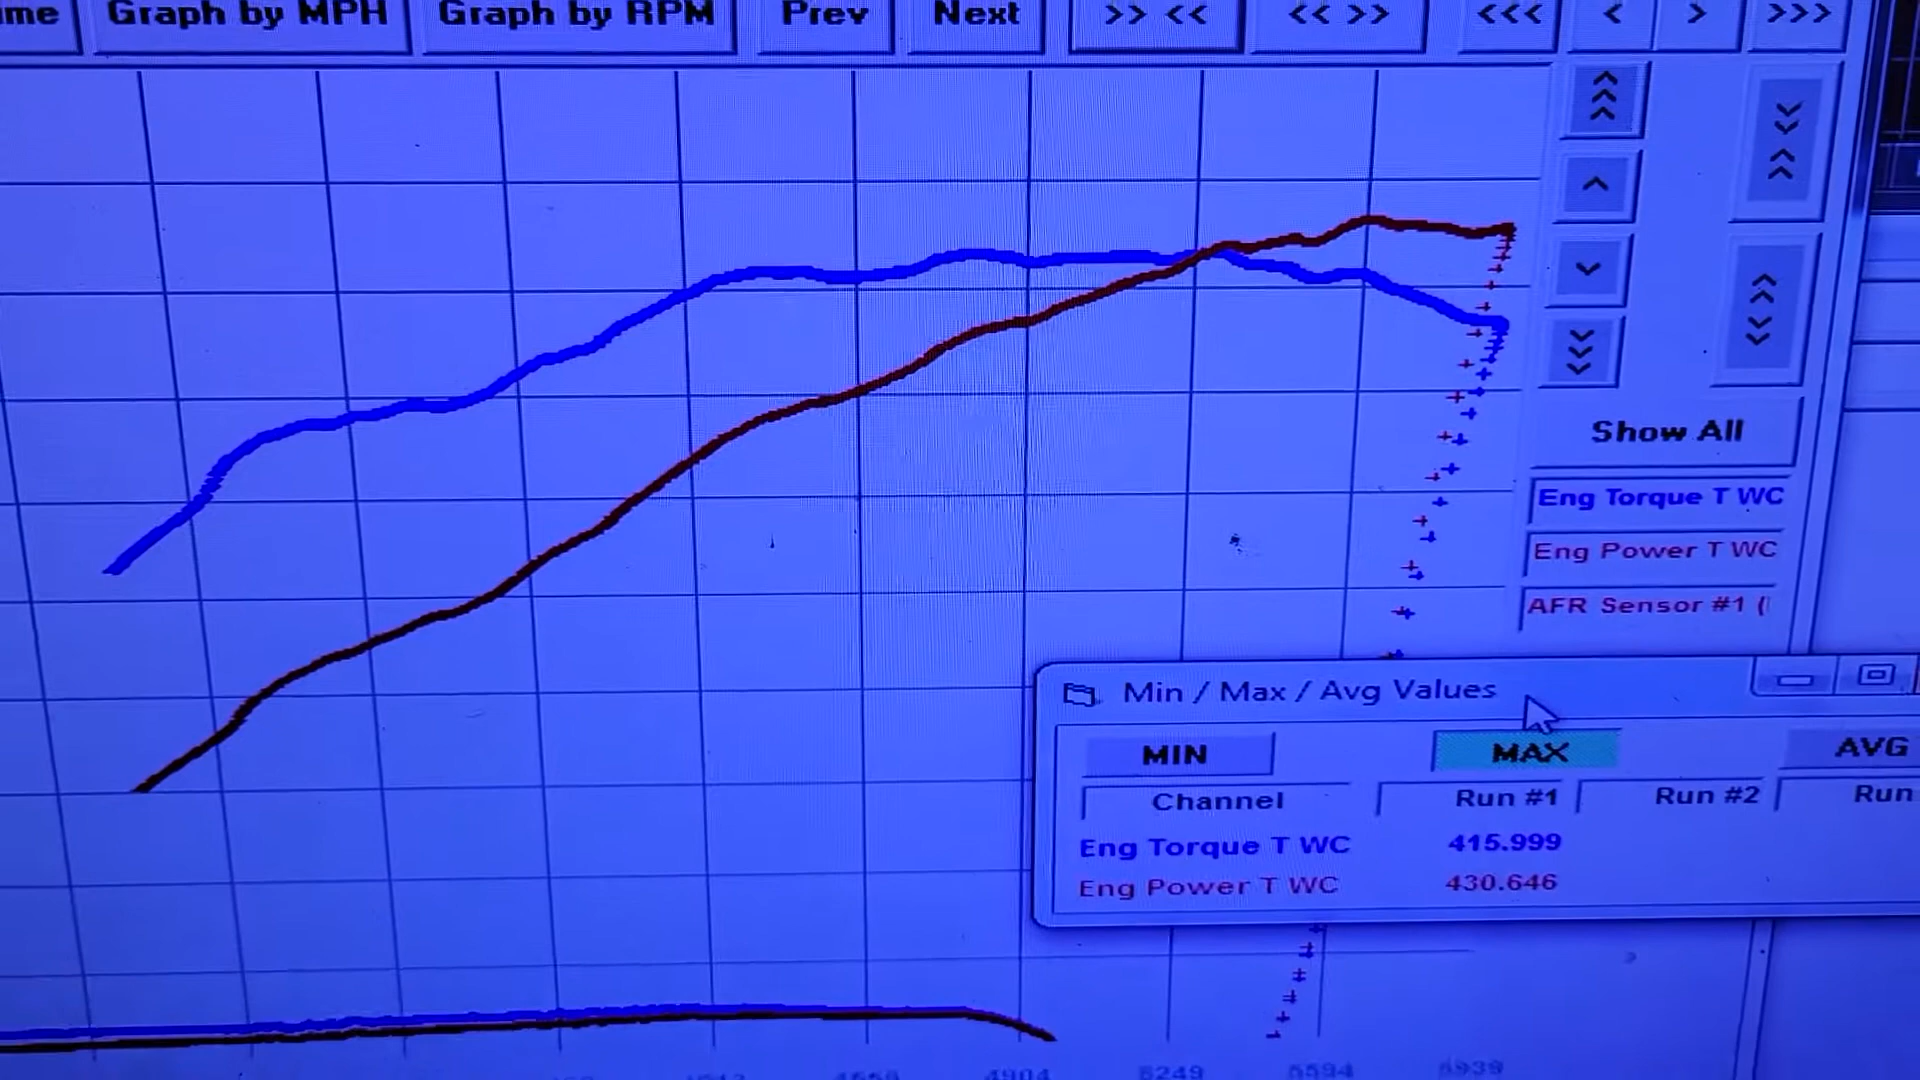 me Graph by MPH Graph by RPM Prev Next >> << << >> <<< < > >>>
Show All
Eng Torque T WC
Eng Power T WC
AFR Sensor #1 (
Min / Max / Avg Values
MIN MAX AVG
Channel Run #1 Run #2 Run
Eng Torque T WC 415.999
Eng Power T WC 430.646
4904 5249 5594 5939